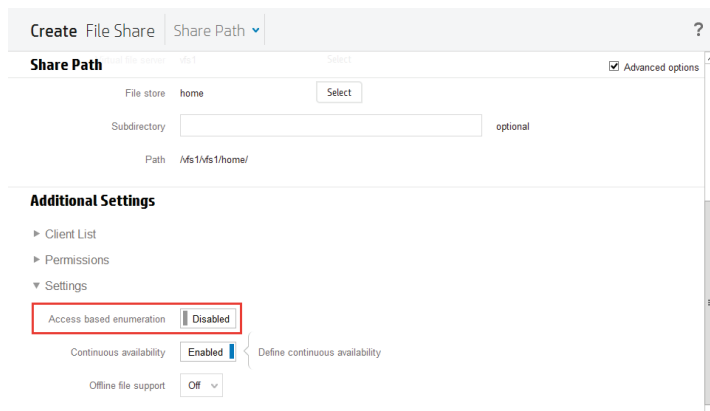 Create File Share Share Path ?
Share Path Advanced options
vfs1 Select
File store home Select
Subdirectory optional
Path /vfs1/vfs1/home/
Additional Settings
Client List
Permissions
Settings
Access based enumeration Disabled
Continuous availability Enabled Define continuous availability
Offline file support Off